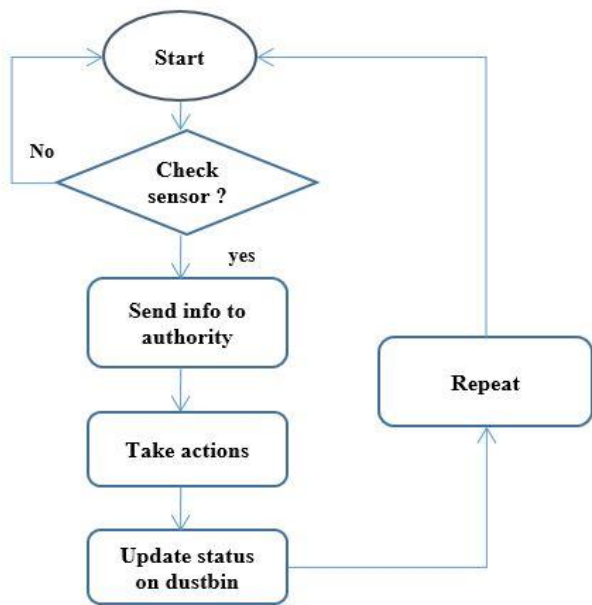 Start
No
Check
sensor ?
yes
Send info to
authority
Take actions
Update status
on dustbin
Repeat